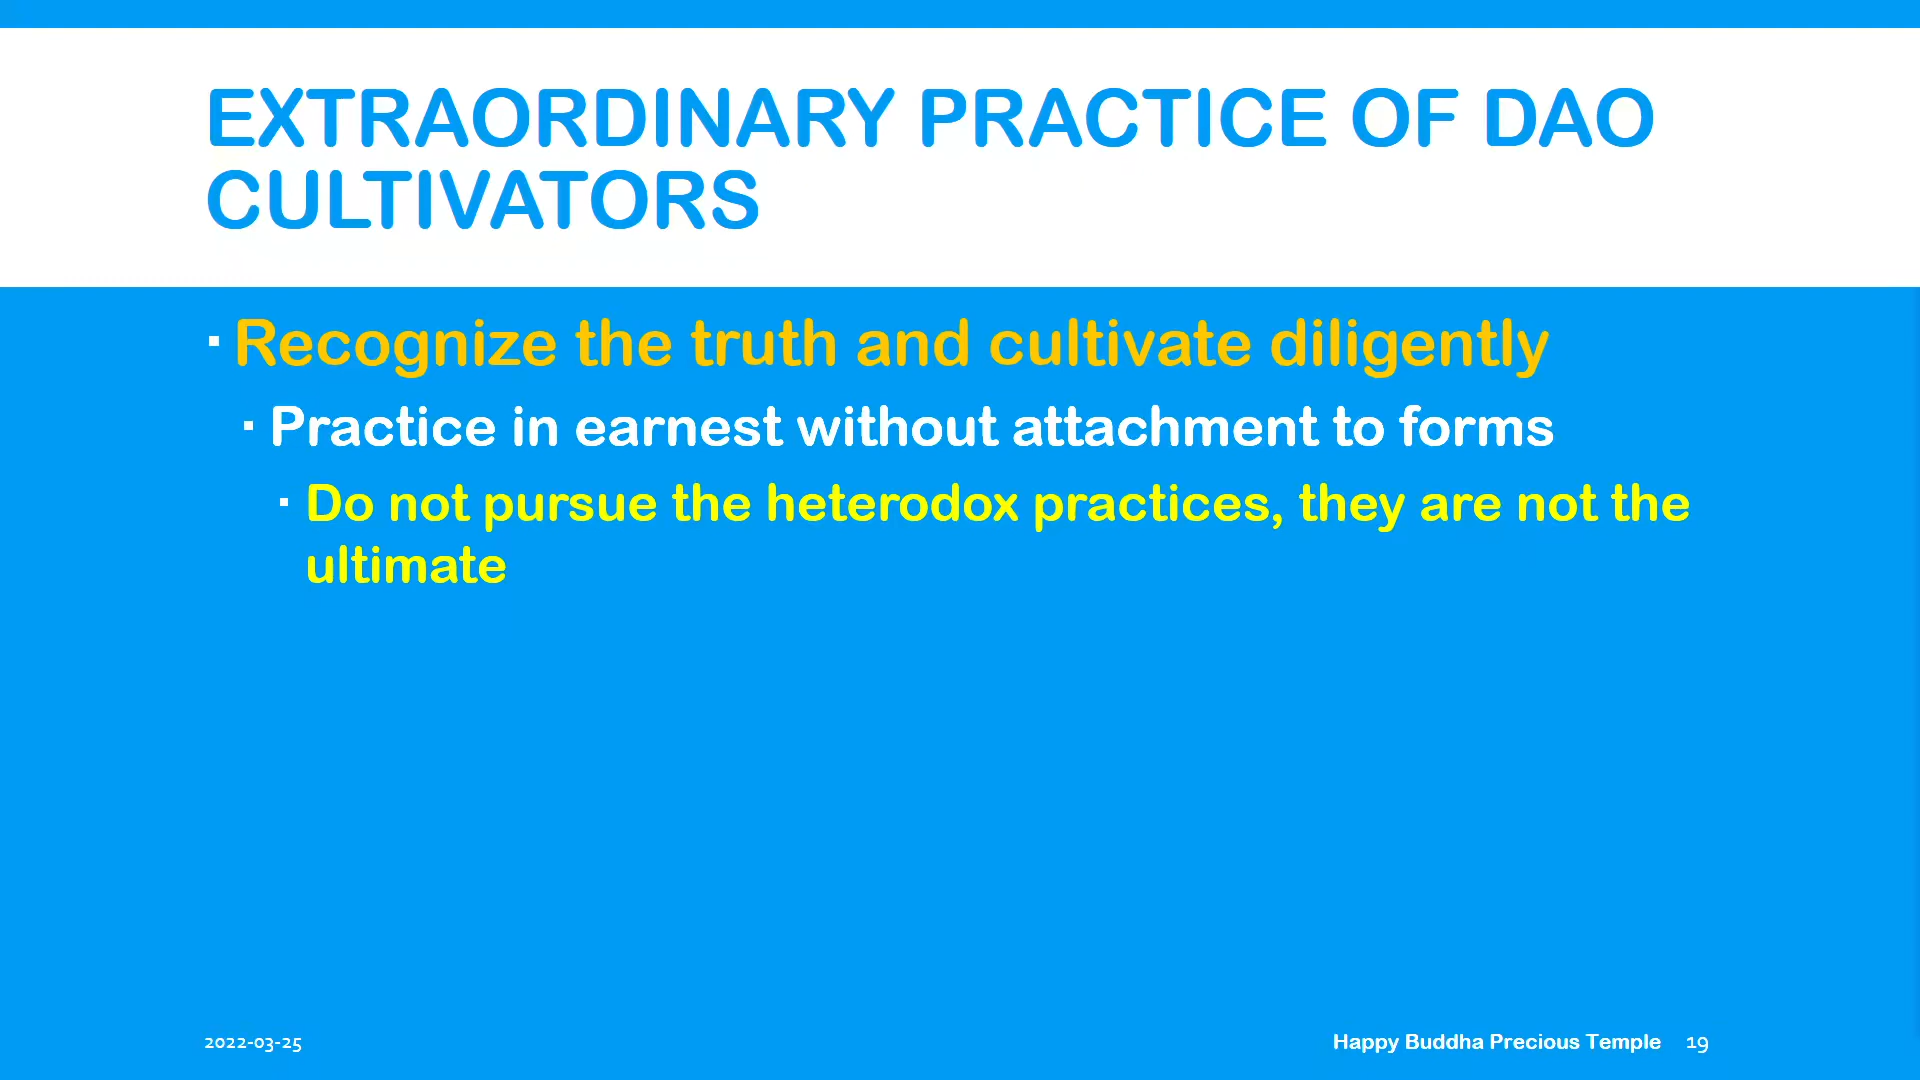 EXTRAORDINARY PRACTICE OF DAO
CULTIVATORS
▪ Recognize the truth and cultivate diligently
▪ Practice in earnest without attachment to forms
▪ Do not pursue the heterodox practices, they are not the
ultimate
2022-03-25 Happy Buddha Precious Temple 19